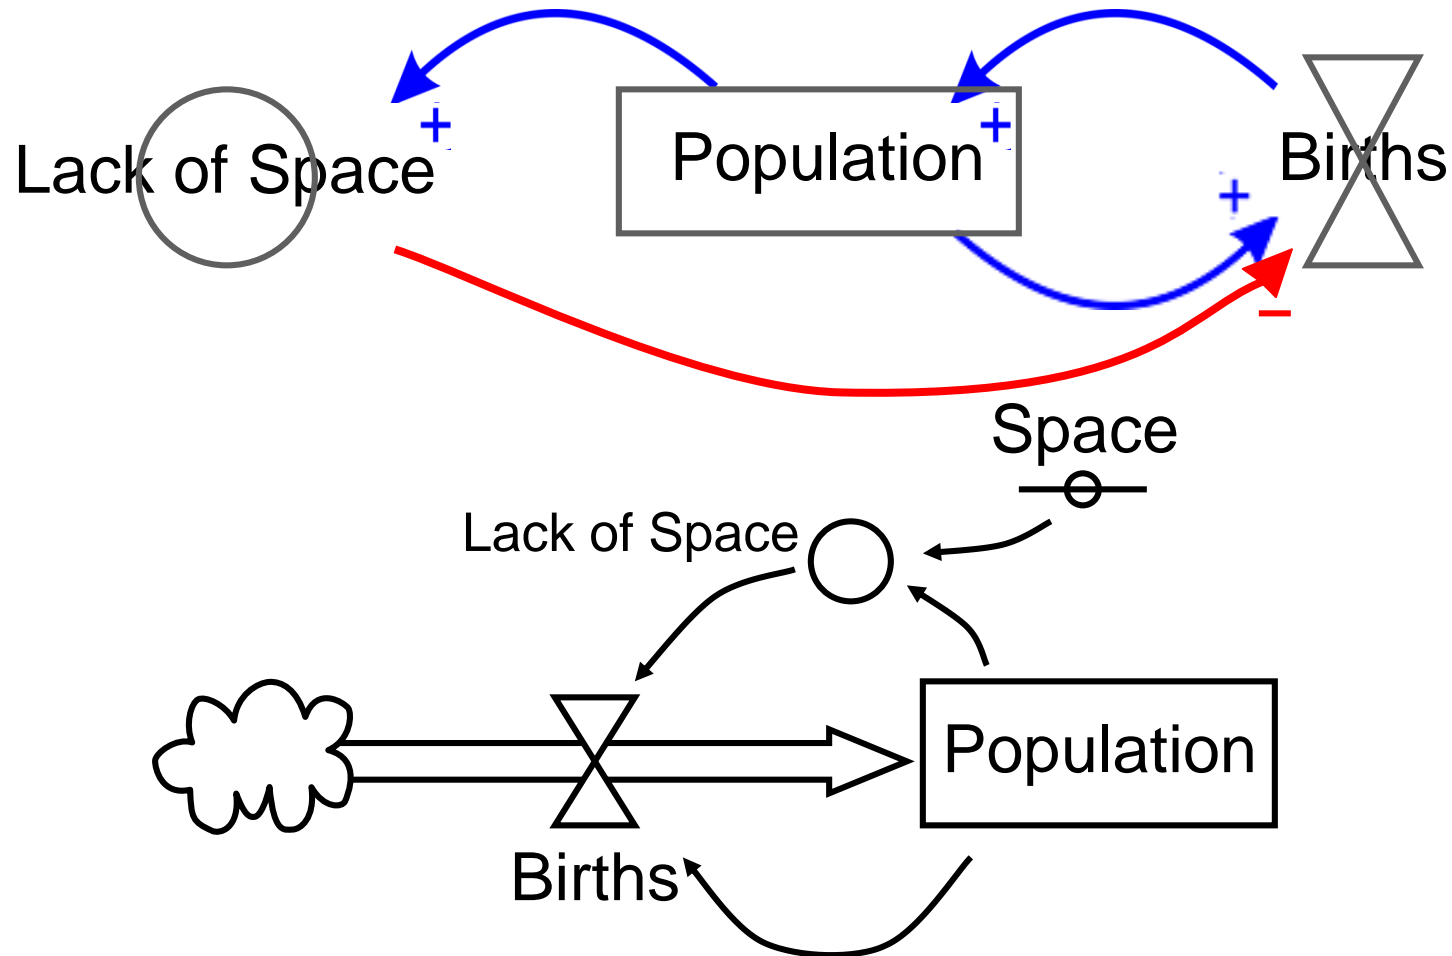 Lack of Space
+
Population
+
Births
+
−
Space
Lack of Space
Population
Births